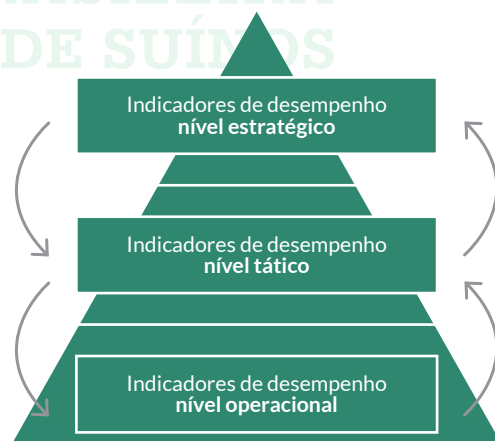 DE SUÍNOS
Indicadores de desempenho
nível estratégico
Indicadores de desempenho
nível tático
Indicadores de desempenho
nível operacional